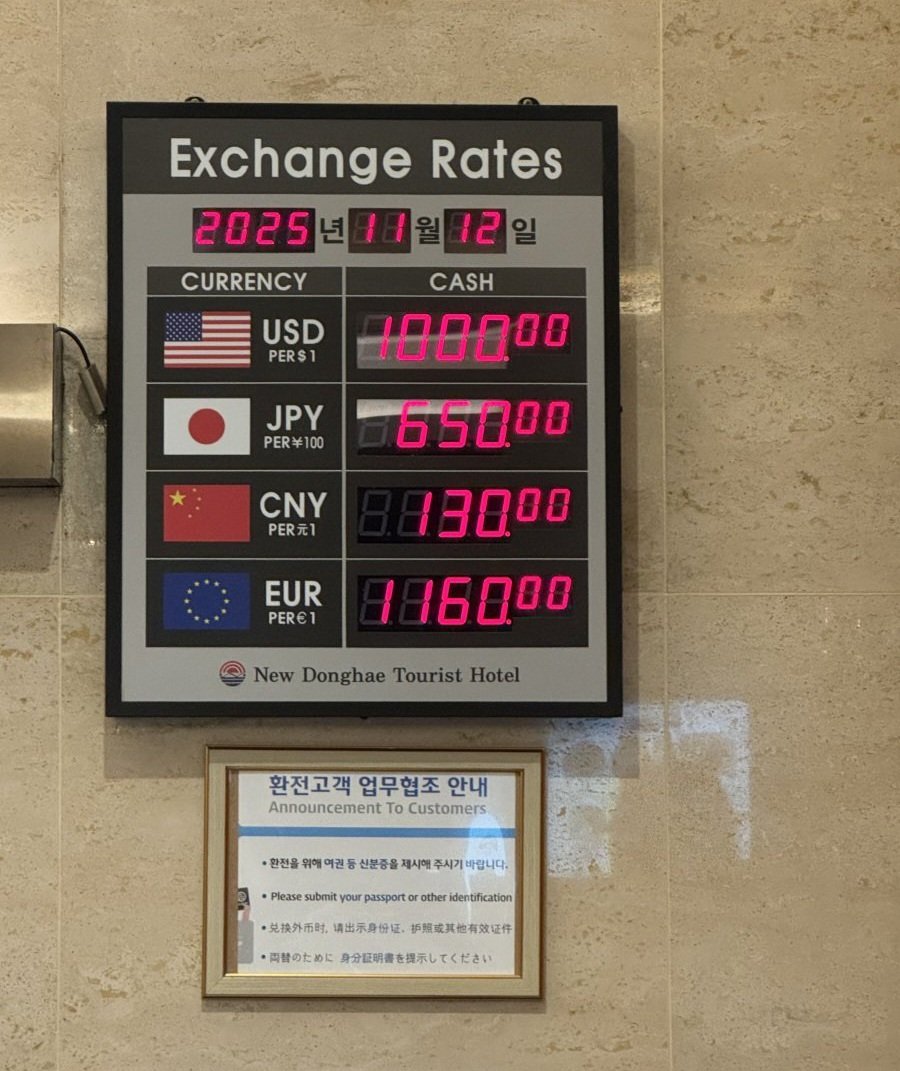 Exchange Rates
2025년 11월 12일
CURRENCY CASH
USD 1000.00
PER $ 1
JPY 650.00
PER ¥100
CNY 130.00
PER 元 1
EUR 1160.00
PER € 1
New Donghae Tourist Hotel
환전고객 업무협조 안내
Announcement To Customers
• 환전을 위해 여권 등 신분증을 제시해 주시기 바랍니다.
• Please submit your passport or other identification
• 兑换外币时, 请出示身份证、护照或其他有效证件
• 両替のために 身分証明書を提示してください